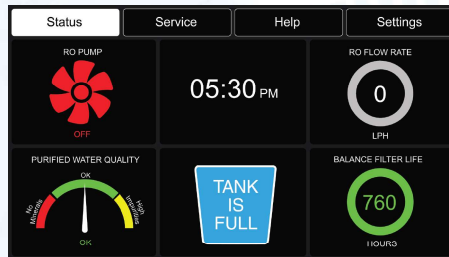 Status
Service
Help
Settings
RO PUMP
OFF
05:30 PM
RO FLOW RATE
0
LPH
PURIFIED WATER QUALITY
OK
No
Minerals
High
Impurities
OK
TANK
IS
FULL
BALANCE FILTER LIFE
760
HOURS